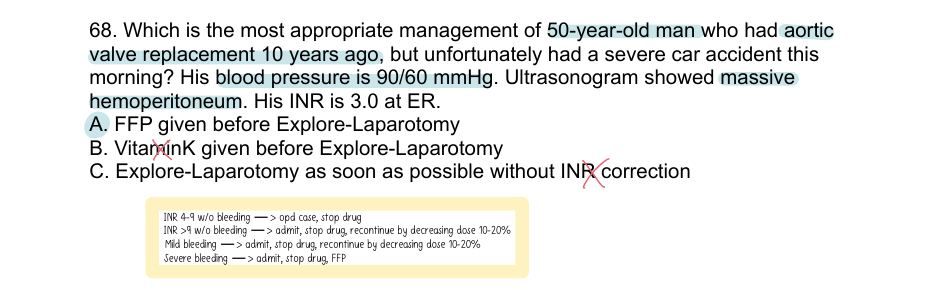 68. Which is the most appropriate management of 50-year-old man who had aortic
valve replacement 10 years ago, but unfortunately had a severe car accident this
morning? His blood pressure is 90/60 mmHg. Ultrasonogram showed massive
hemoperitoneum. His INR is 3.0 at ER.
A. FFP given before Explore-Laparotomy
B. VitaminK given before Explore-Laparotomy
C. Explore-Laparotomy as soon as possible without INR correction
INR 4-9 w/o bleeding —> opd case, stop drug
INR >9 w/o bleeding —> admit, stop drug, recontinue by decreasing dose 10-20%
Mild bleeding —> admit, stop drug, recontinue by decreasing dose 10-20%
Severe bleeding —> admit, stop drug, FFP